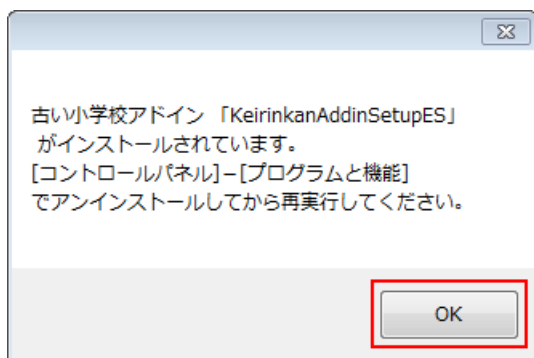 古い小学校アドイン 「KeirinkanAddinSetupES」
がインストールされています。
[コントロールパネル]−[プログラムと機能]
でアンインストールしてから再実行してください。
OK